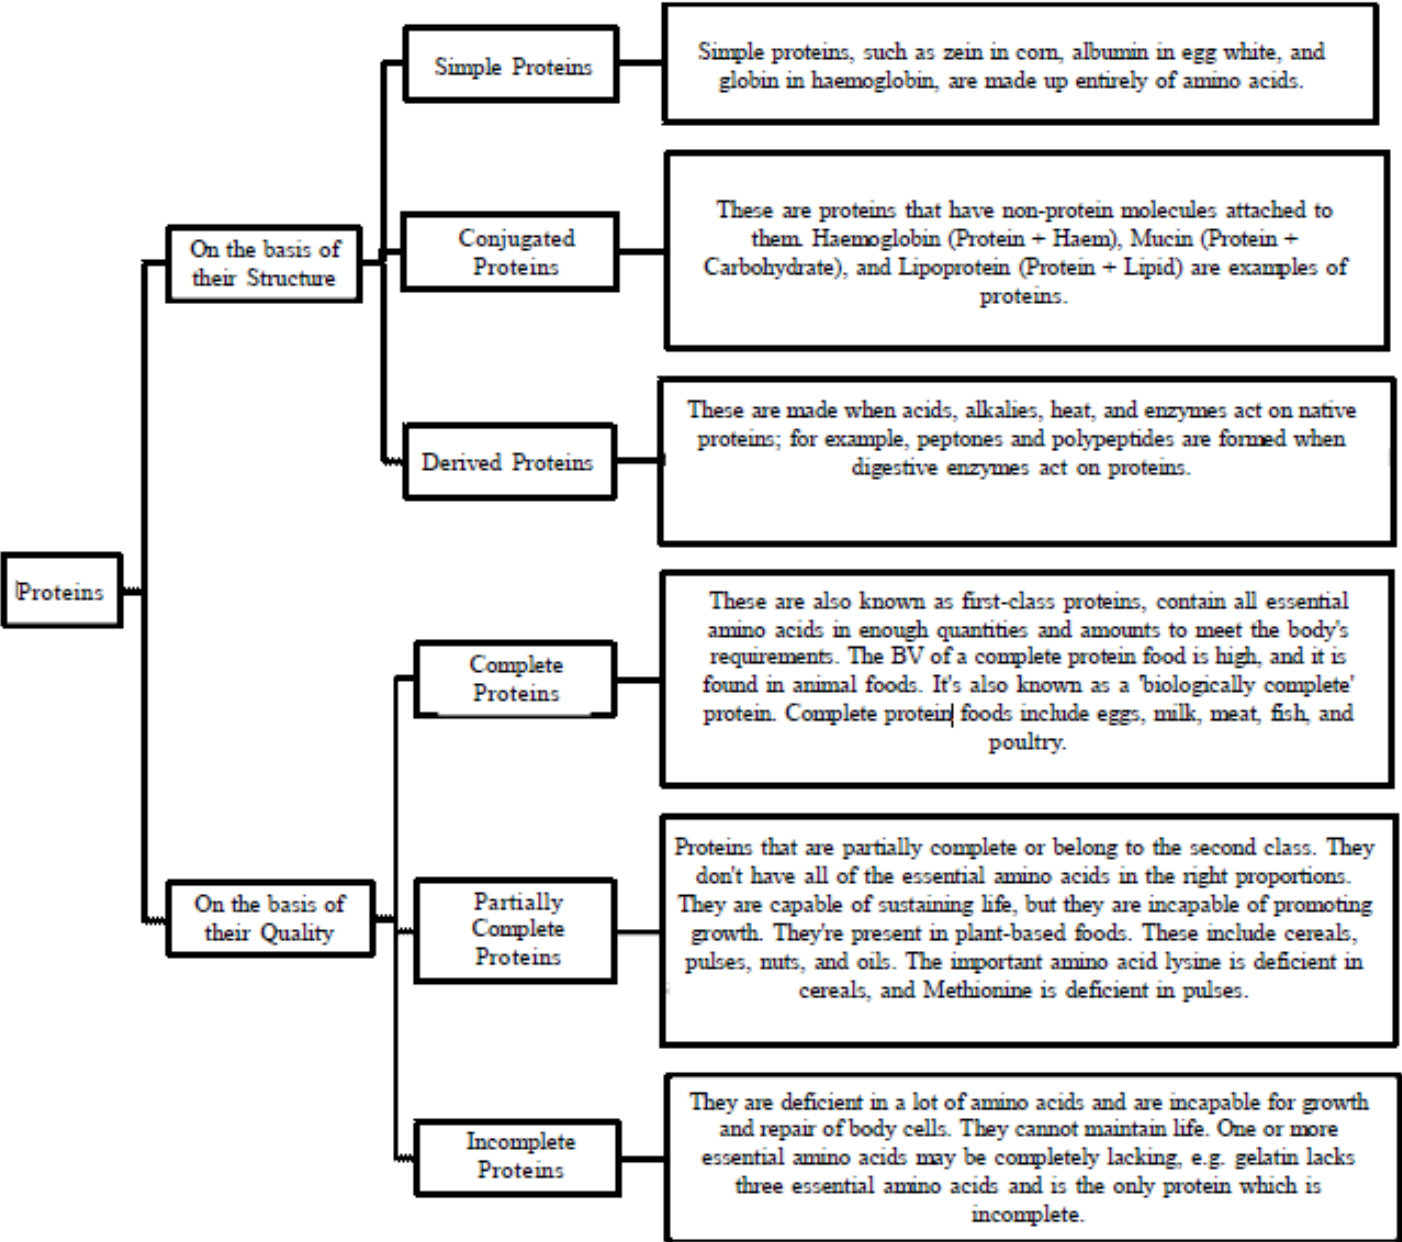 Proteins
On the basis of
their Structure
Simple Proteins
Simple proteins, such as zein in corn, albumin in egg white, and
globin in haemoglobin, are made up entirely of amino acids.
Conjugated
Proteins
These are proteins that have non-protein molecules attached to
them. Haemoglobin (Protein + Haem), Mucin (Protein +
Carbohydrate), and Lipoprotein (Protein + Lipid) are examples of
proteins.
Derived Proteins
These are made when acids, alkalies, heat, and enzymes act on native
proteins; for example, peptones and polypeptides are formed when
digestive enzymes act on proteins.
On the basis of
their Quality
Complete
Proteins
These are also known as first-class proteins, contain all essential
amino acids in enough quantities and amounts to meet the body's
requirements. The BV of a complete protein food is high, and it is
found in animal foods. It's also known as a 'biologically complete'
protein. Complete protein foods include eggs, milk, meat, fish, and
poultry.
Partially
Complete
Proteins
Proteins that are partially complete or belong to the second class. They
don't have all of the essential amino acids in the right proportions.
They are capable of sustaining life, but they are incapable of promoting
growth. They're present in plant-based foods. These include cereals,
pulses, nuts, and oils. The important amino acid lysine is deficient in
cereals, and Methionine is deficient in pulses.
Incomplete
Proteins
They are deficient in a lot of amino acids and are incapable for growth
and repair of body cells. They cannot maintain life. One or more
essential amino acids may be completely lacking, e.g. gelatin lacks
three essential amino acids and is the only protein which is
incomplete.